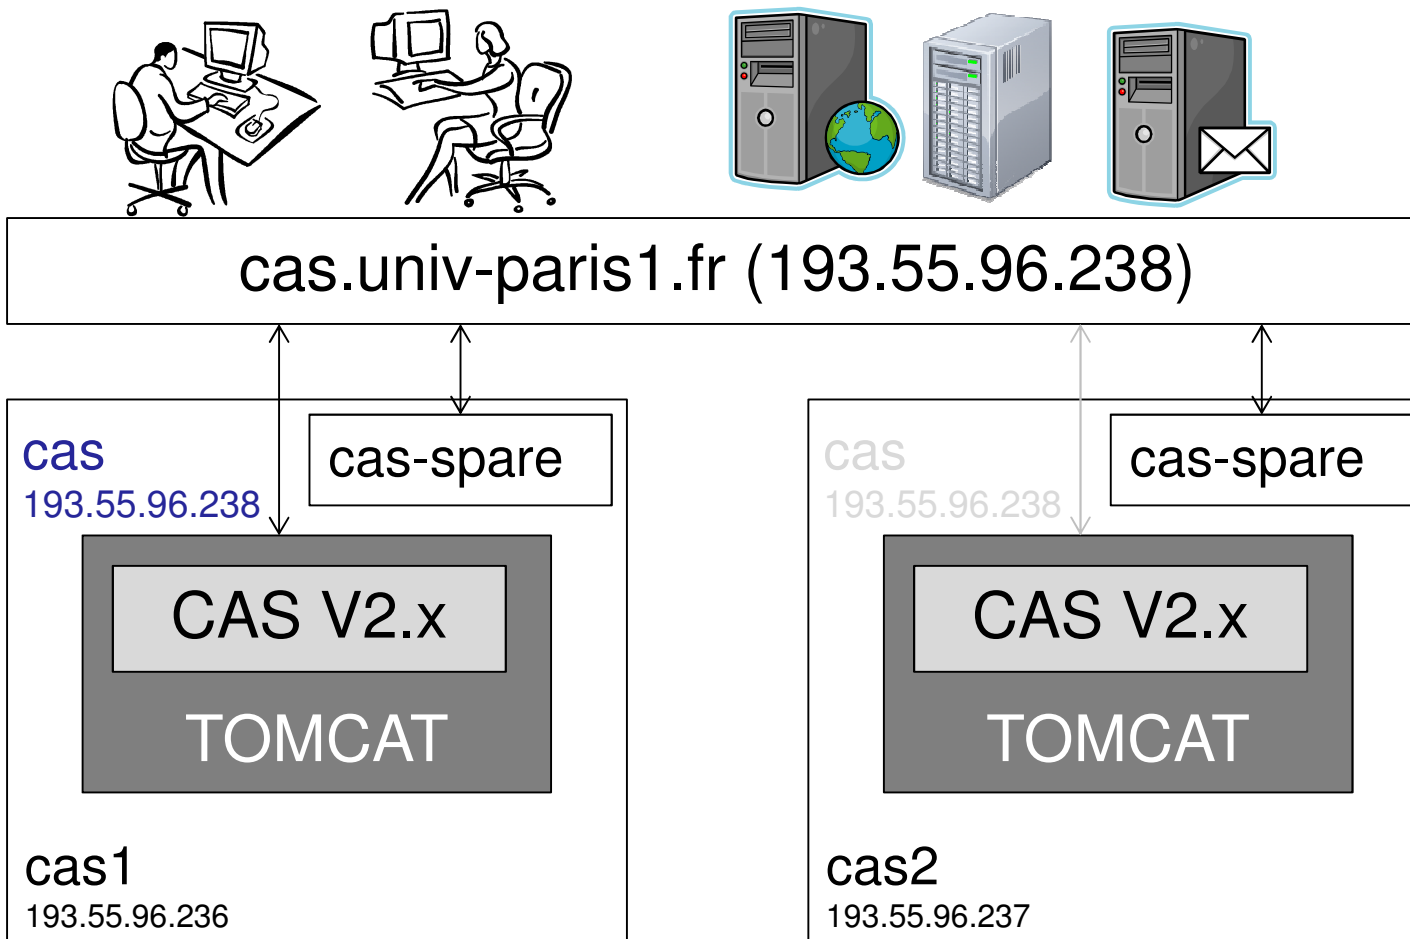 cas.univ-paris1.fr (193.55.96.238)
cas
193.55.96.238
cas-spare
CAS V2.x
TOMCAT
cas1
193.55.96.236
cas
193.55.96.238
cas-spare
CAS V2.x
TOMCAT
cas2
193.55.96.237